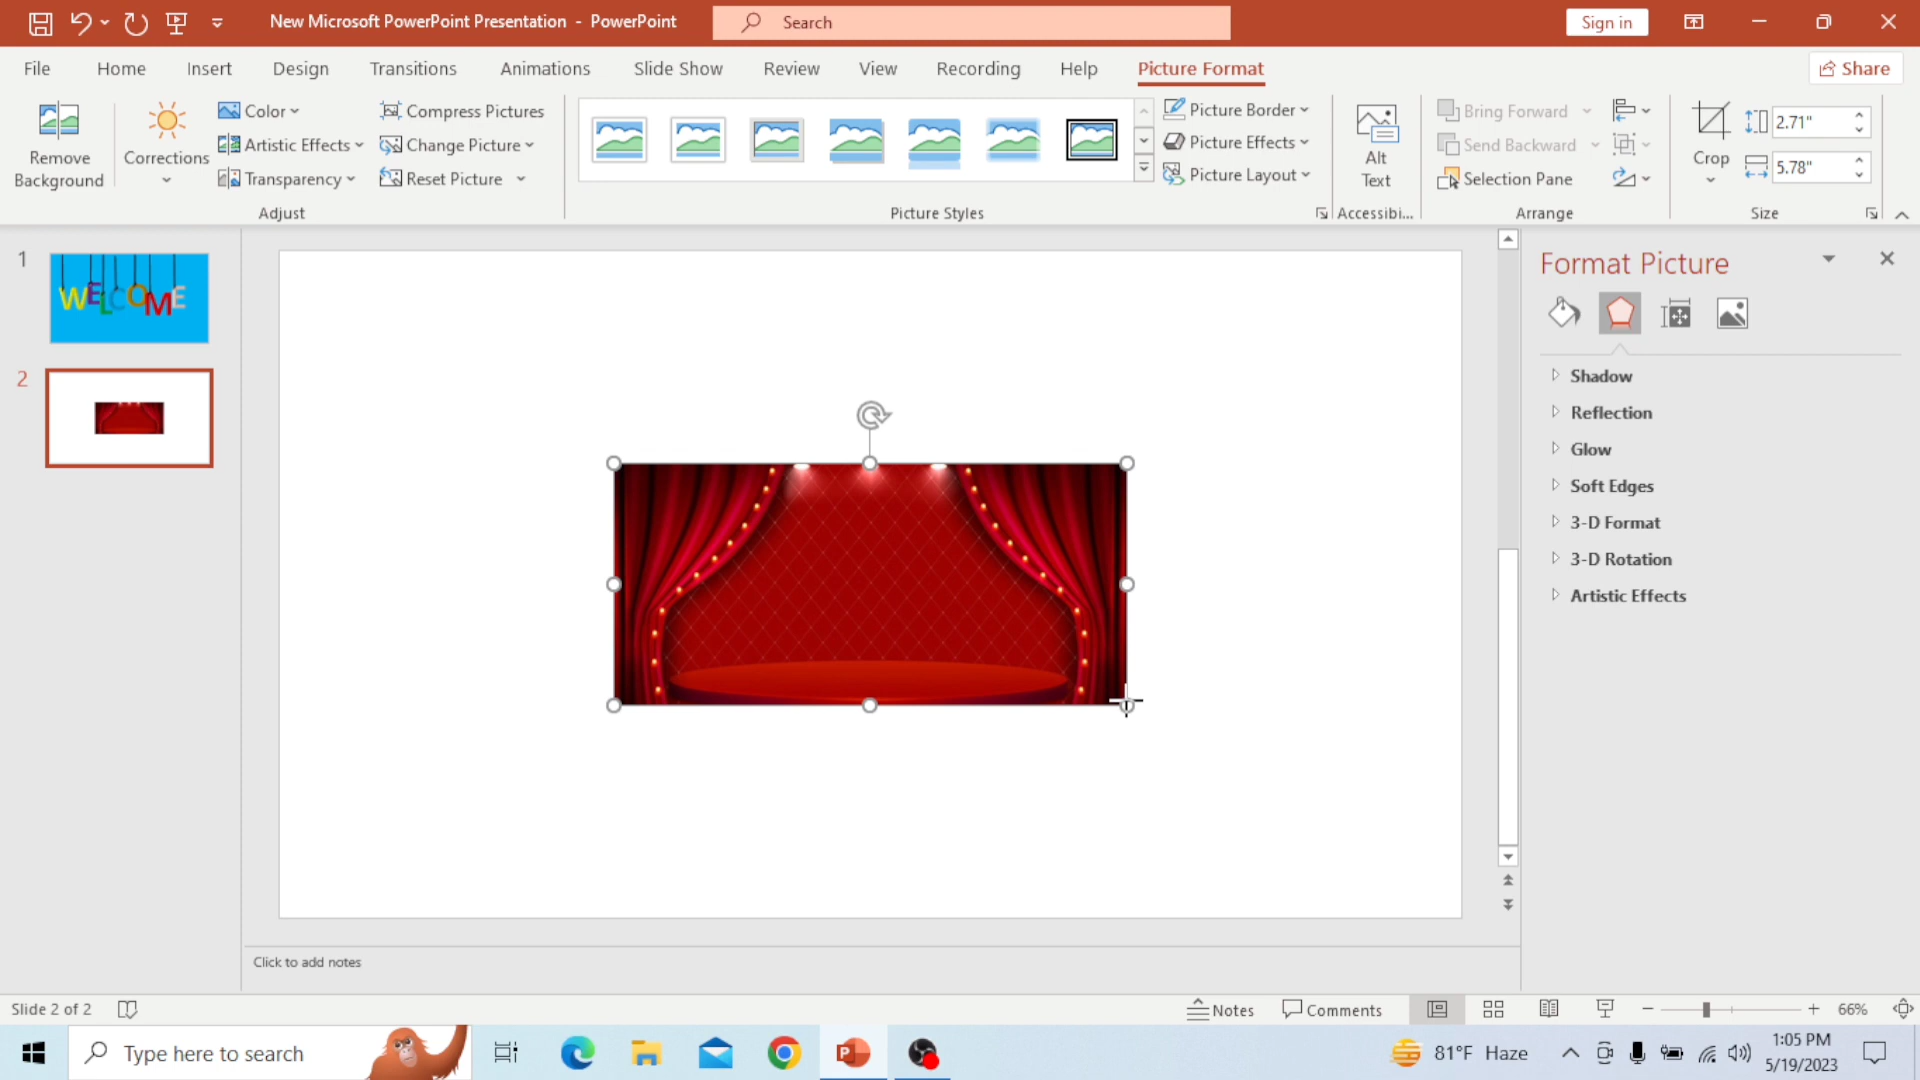 New Microsoft PowerPoint Presentation - PowerPoint
Search
Sign in
File
Home
Insert
Design
Transitions
Animations
Slide Show
Review
View
Recording
Help
Picture Format
Share
Remove
Background
Corrections
Color
Artistic Effects
Transparency
Compress Pictures
Change Picture
Reset Picture
Adjust
Picture Border
Picture Effects
Picture Layout
Picture Styles
Alt
Text
Accessibi...
Bring Forward
Send Backward
Selection Pane
Arrange
Crop
2.71"
5.78"
Size
1
WELCOME
2
Format Picture
Shadow
Reflection
Glow
Soft Edges
3-D Format
3-D Rotation
Artistic Effects
Click to add notes
Slide 2 of 2
Notes
Comments
66%
Type here to search
81°F Haze
1:05 PM
5/19/2023